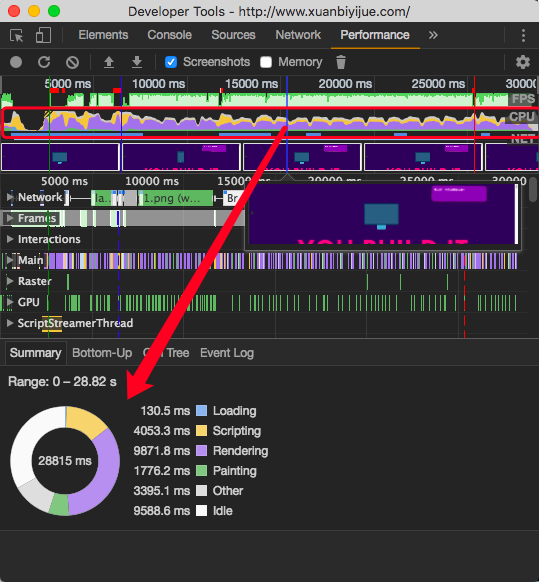 Developer Tools - http://www.xuanbiyijue.com/
Elements Console Sources Network Performance »
Screenshots Memory
5000 ms 10000 ms 15000 ms 20000 ms 25000 ms 30000
FPS
CPU
NET
5000 ms 10000 ms 15000 ms 20000 ms 25000 ms 3000
Network 1.png (w... Br
Frames
YOU BUILD IT
Interactions
Main
Raster
GPU
ScriptStreamerThread
Summary Bottom-Up Call Tree Event Log
Range: 0 – 28.82 s
130.5 ms Loading
4053.3 ms Scripting
9871.8 ms Rendering
28815 ms
1776.2 ms Painting
3395.1 ms Other
9588.6 ms Idle